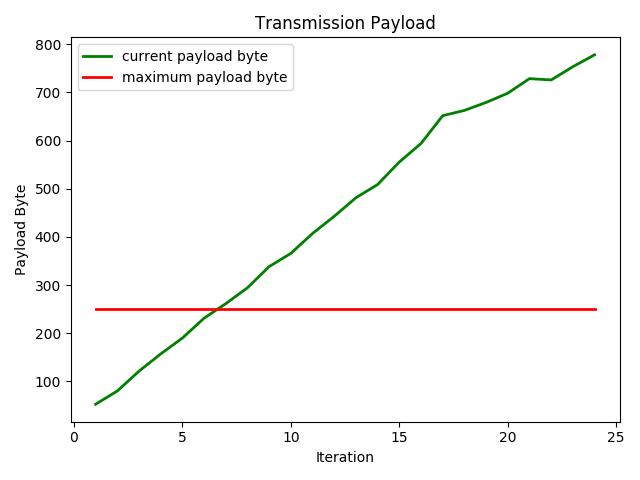 Transmission Payload
current payload byte
maximum payload byte
Payload Byte
800
700
600
500
400
300
200
100
0 5 10 15 20 25
Iteration